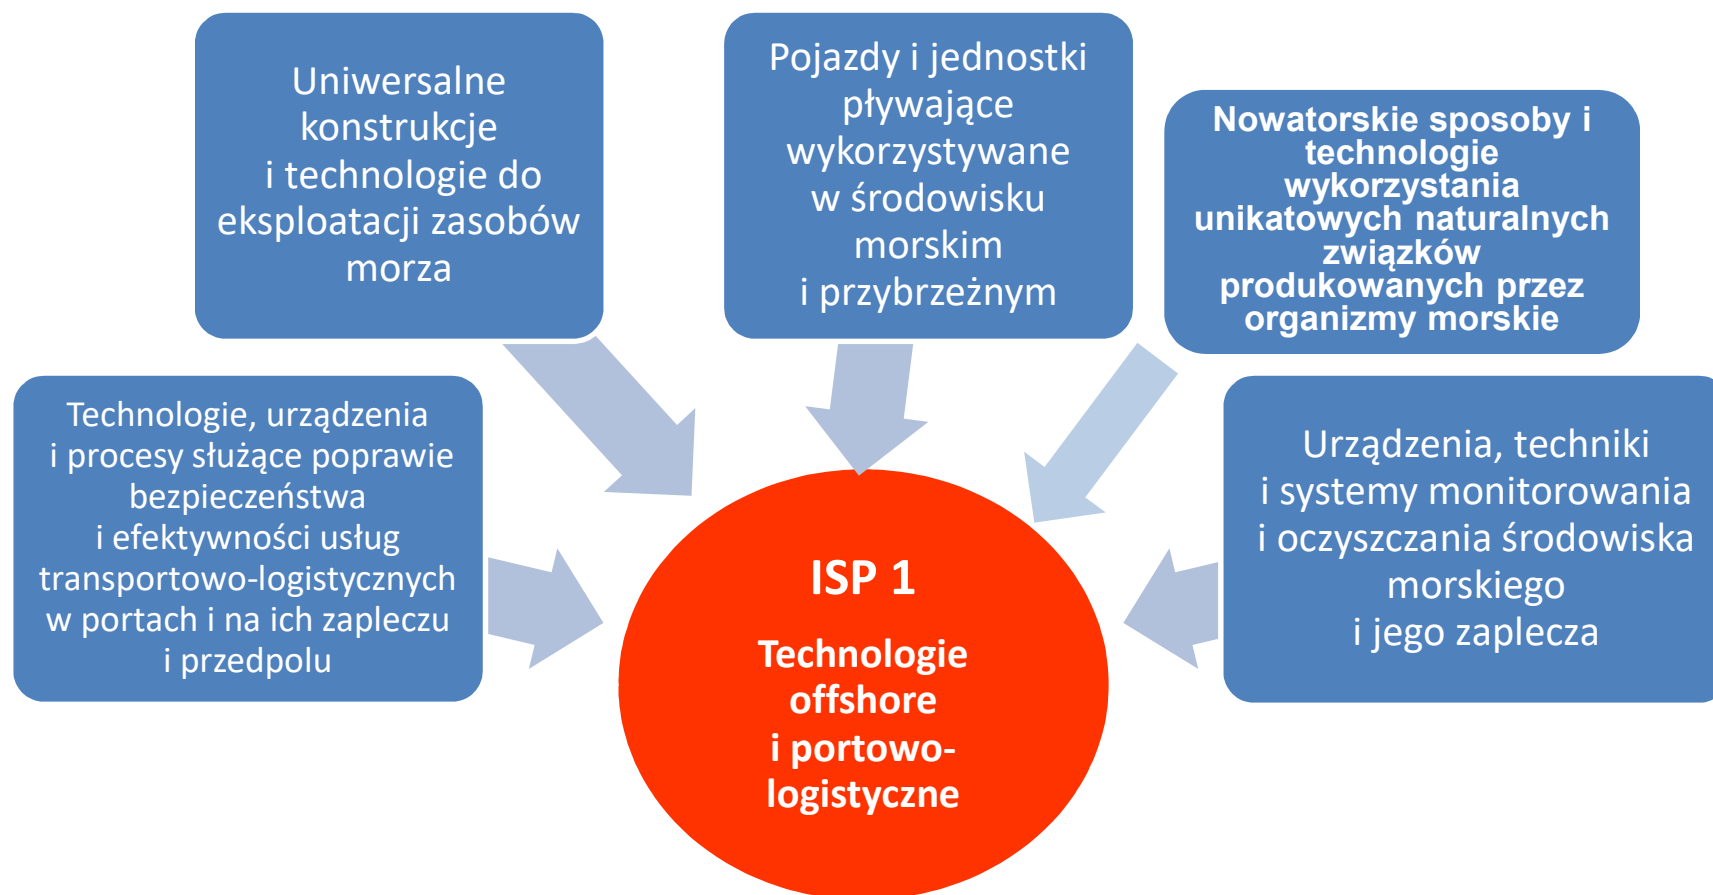 Uniwersalne
konstrukcje
i technologie do
eksploatacji zasobów
morza
Pojazdy i jednostki
pływające
wykorzystywane
w środowisku
morskim
i przybrzeżnym
Nowatorskie sposoby i
technologie
wykorzystania
unikatowych naturalnych
związków
produkowanych przez
organizmy morskie
Technologie, urządzenia
i procesy służące poprawie
bezpieczeństwa
i efektywności usług
transportowo-logistycznych
w portach i na ich zapleczu
i przedpolu
Urządzenia, techniki
i systemy monitorowania
i oczyszczania środowiska
morskiego
i jego zaplecza
ISP 1
Technologie
offshore
i portowo-
logistyczne